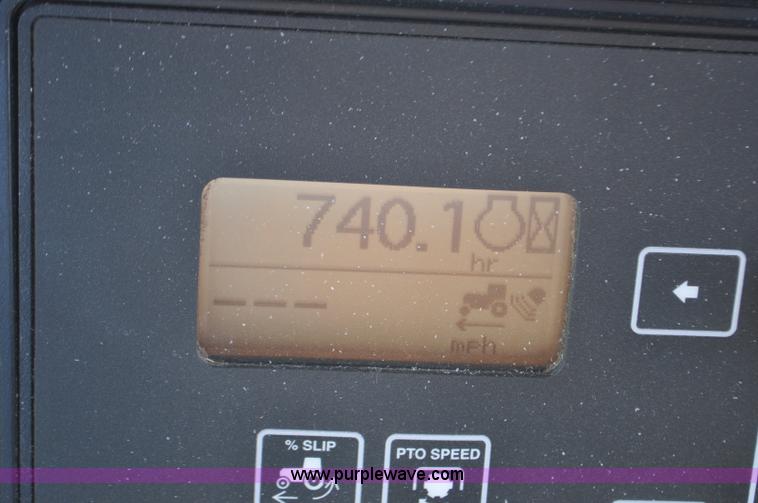 740.1
hr
---
mph
% SLIP
PTO SPEED
www.purplewave.com